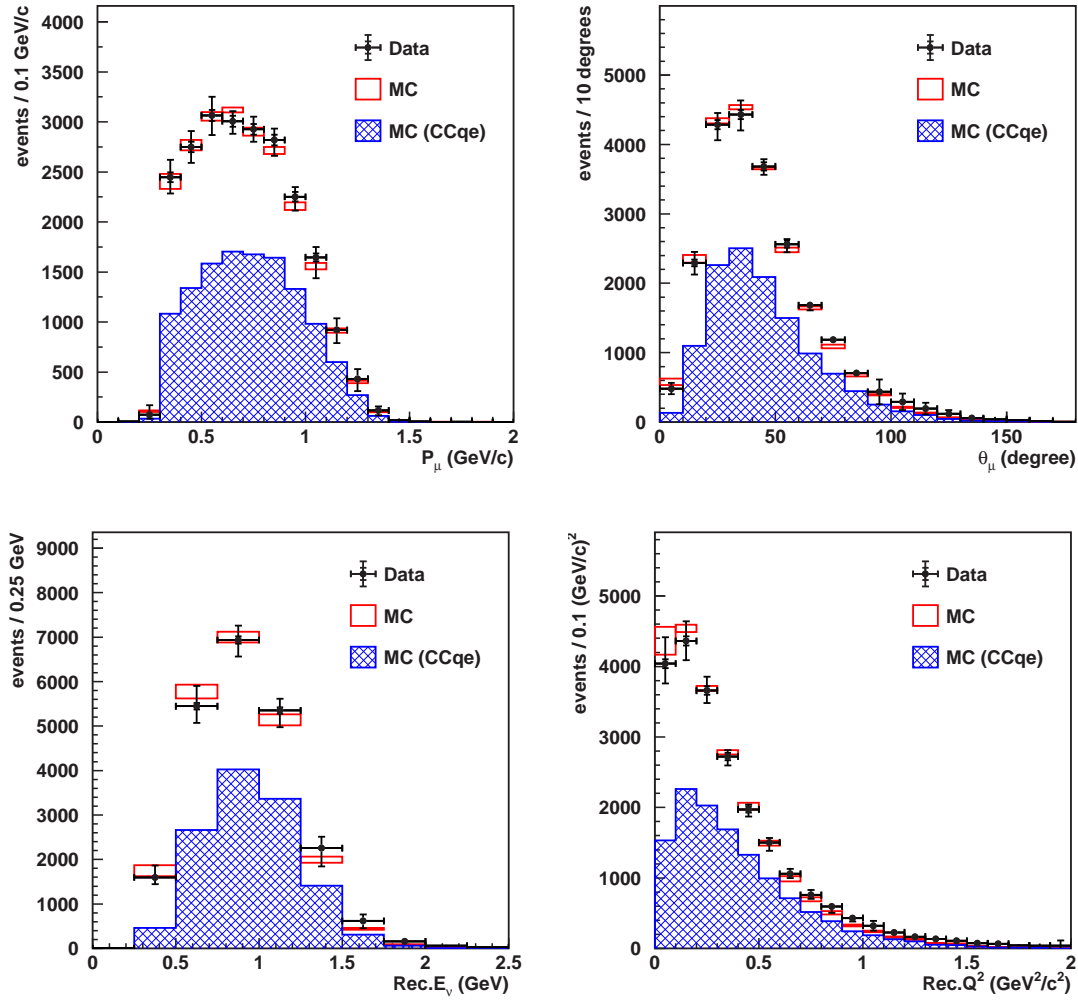 events / 0.1 GeV/c
4000
3500
3000
2500
2000
1500
1000
500
0
0 0.5 1 1.5 2
P_μ (GeV/c)
Data
MC
MC (CCqe)
events / 10 degrees
5000
4000
3000
2000
1000
0
0 50 100 150
θ_μ (degree)
Data
MC
MC (CCqe)
events / 0.25 GeV
9000
8000
7000
6000
5000
4000
3000
2000
1000
0
0 0.5 1 1.5 2 2.5
Rec.E_ν (GeV)
Data
MC
MC (CCqe)
events / 0.1 (GeV/c)²
5000
4000
3000
2000
1000
0
0 0.5 1 1.5 2
Rec.Q² (GeV²/c²)
Data
MC
MC (CCqe)